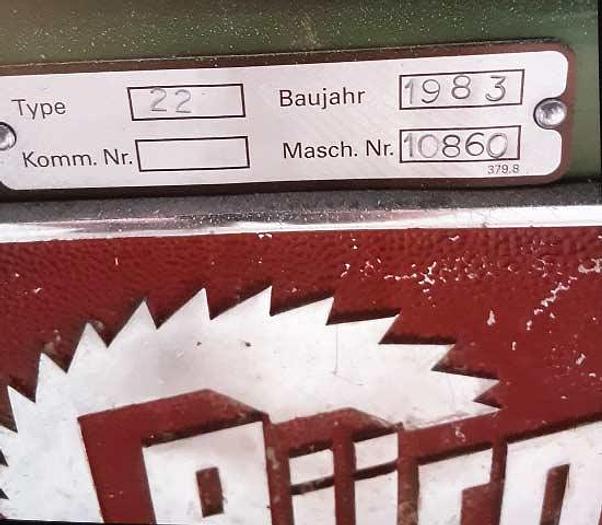 Type 22 Baujahr 1983
Komm. Nr. Masch. Nr. 10860
379.8